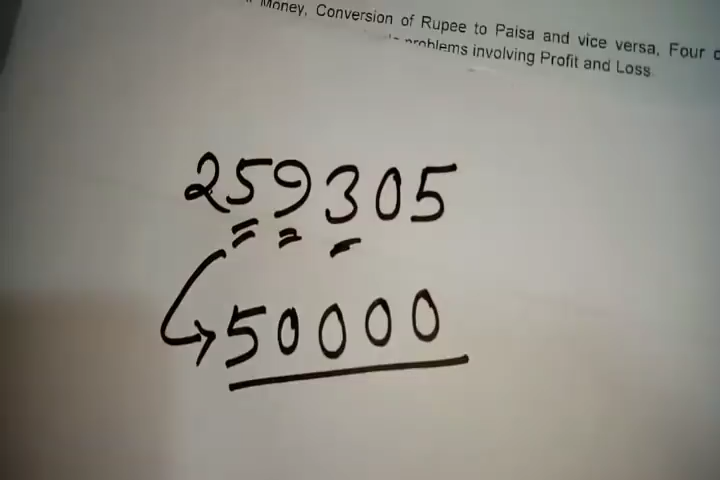 Money, Conversion of Rupee to Paisa and vice versa, Four
problems involving Profit and Loss
259305
50000